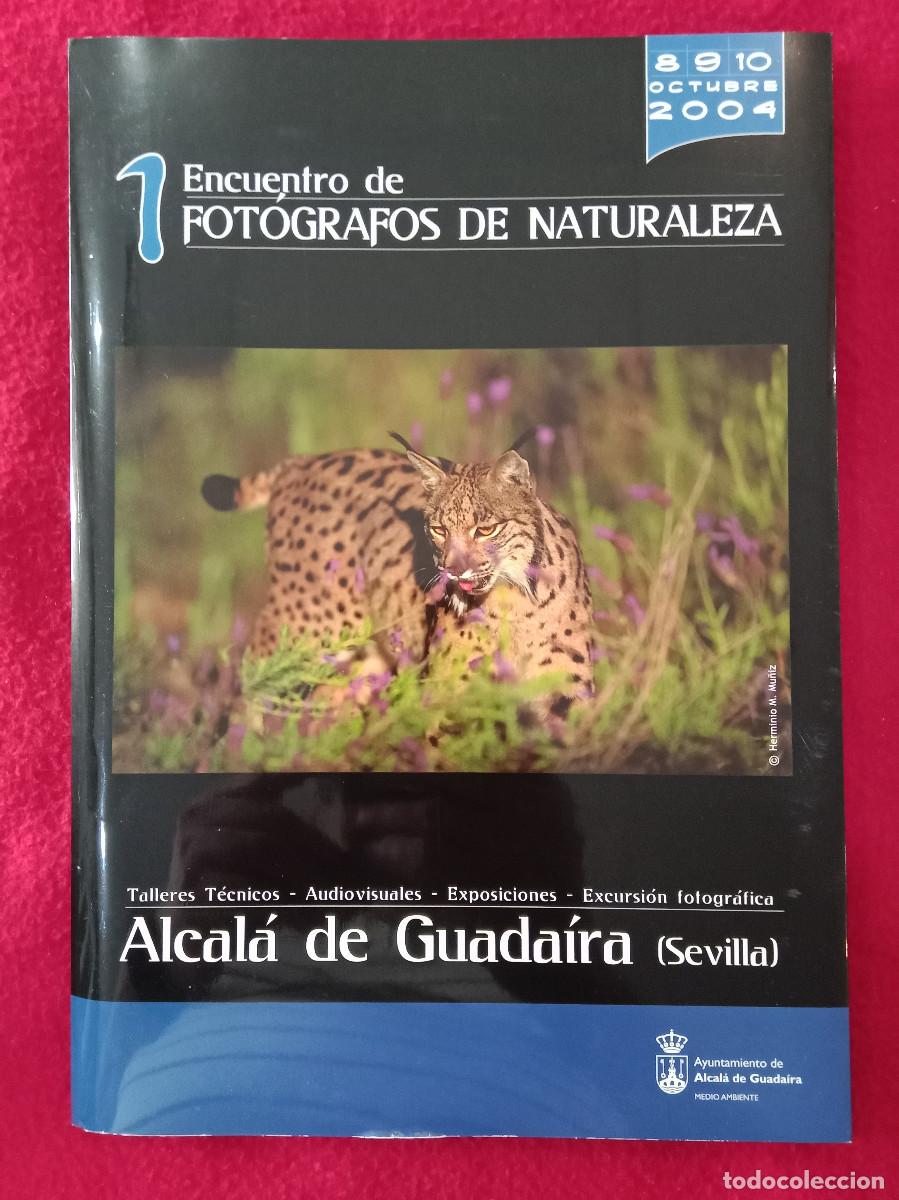 8 9 10
OCTUBRE
2004
1 Encuentro de
FOTÓGRAFOS DE NATURALEZA
© Herminio M. Muñiz
Talleres Técnicos - Audiovisuales - Exposiciones - Excursión fotográfica
Alcalá de Guadaíra (Sevilla)
Ayuntamiento de
Alcalá de Guadaíra
MEDIO AMBIENTE
todocoleccion